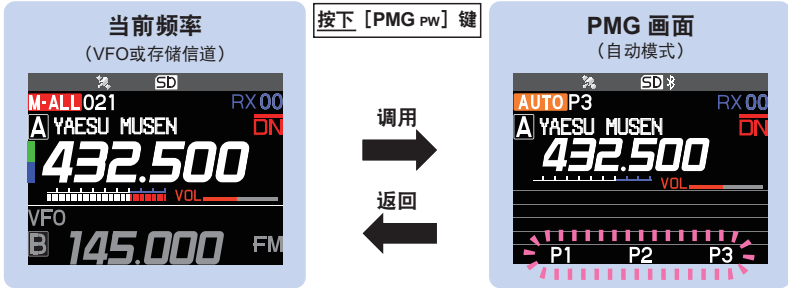 当前频率
（VFO或存储信道）
SD
M-ALL 021 RX 00
A YAESU MUSEN DN
432.500
VOL
VFO
B 145.000 FM
按下［PMG PW］键
调用
返回
PMG 画面
（自动模式）
SD
AUTO P3 RX 00
A YAESU MUSEN DN
432.500
VOL
P1 P2 P3